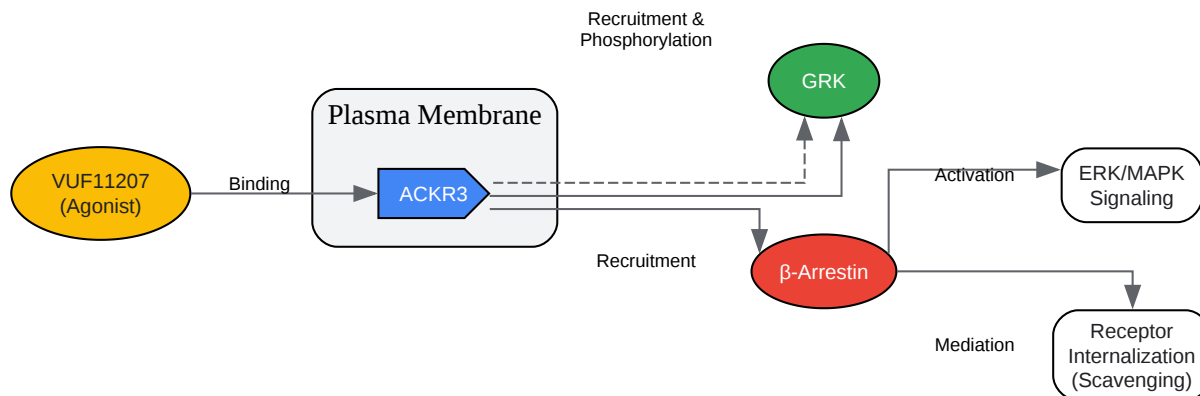 Recruitment &
Phosphorylation
GRK
Plasma Membrane
VUF11207
(Agonist)
Binding
ACKR3
Activation
ERK/MAPK
Signaling
Recruitment
β-Arrestin
Mediation
Receptor
Internalization
(Scavenging)